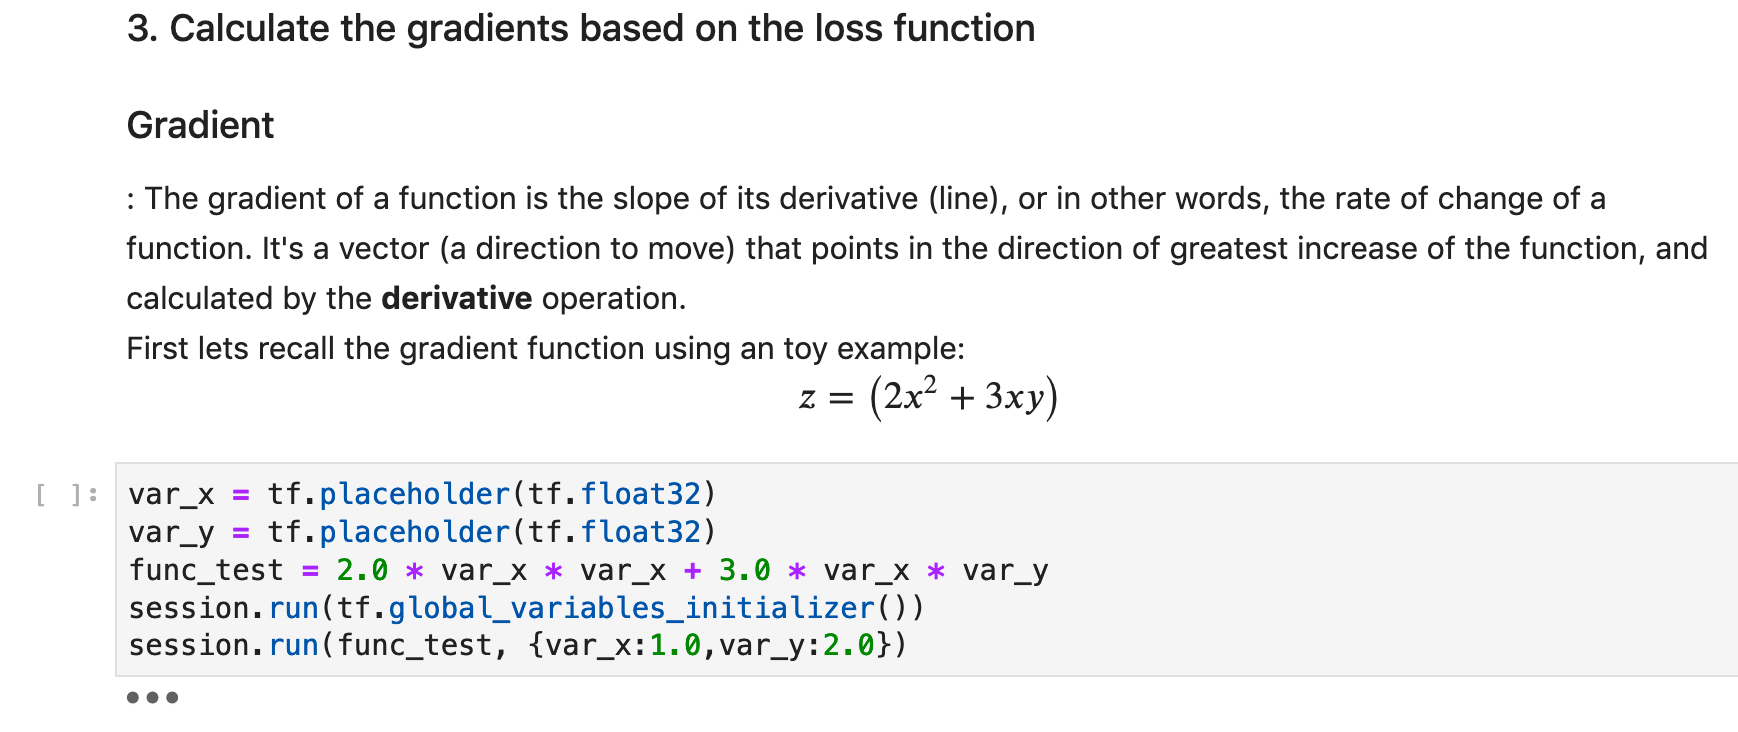 3. Calculate the gradients based on the loss function
Gradient
: The gradient of a function is the slope of its derivative (line), or in other words, the rate of change of a
function. It's a vector (a direction to move) that points in the direction of greatest increase of the function, and
calculated by the derivative operation.
First lets recall the gradient function using an toy example:
z = (2x² + 3xy)
[ ]: var_x = tf.placeholder(tf.float32)
var_y = tf.placeholder(tf.float32)
func_test = 2.0 * var_x * var_x + 3.0 * var_x * var_y
session.run(tf.global_variables_initializer())
session.run(func_test, {var_x:1.0,var_y:2.0})